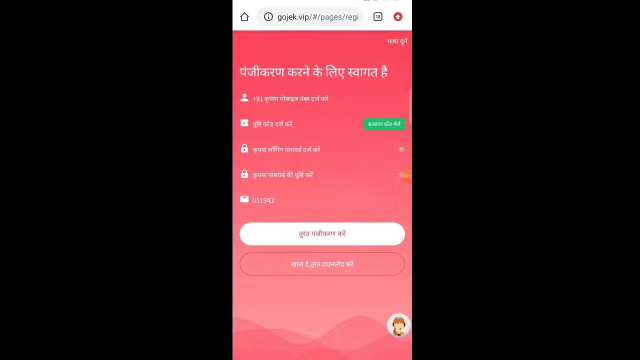 gojek.vip/#/pages/regi
18
भाषा चुनें
पंजीकरण करने के लिए स्वागत है
+91 कृपया मोबाइल नंबर दर्ज करें
पुष्टि कोड दर्ज करें
सत्यापन कोड भेजें
कृपया लॉगिन पासवर्ड दर्ज करें
कृपया पासवर्ड की पुष्टि करें
011943
तुरंत पंजीकरण करें
खाता है,तुरंत डाउनलोड करें